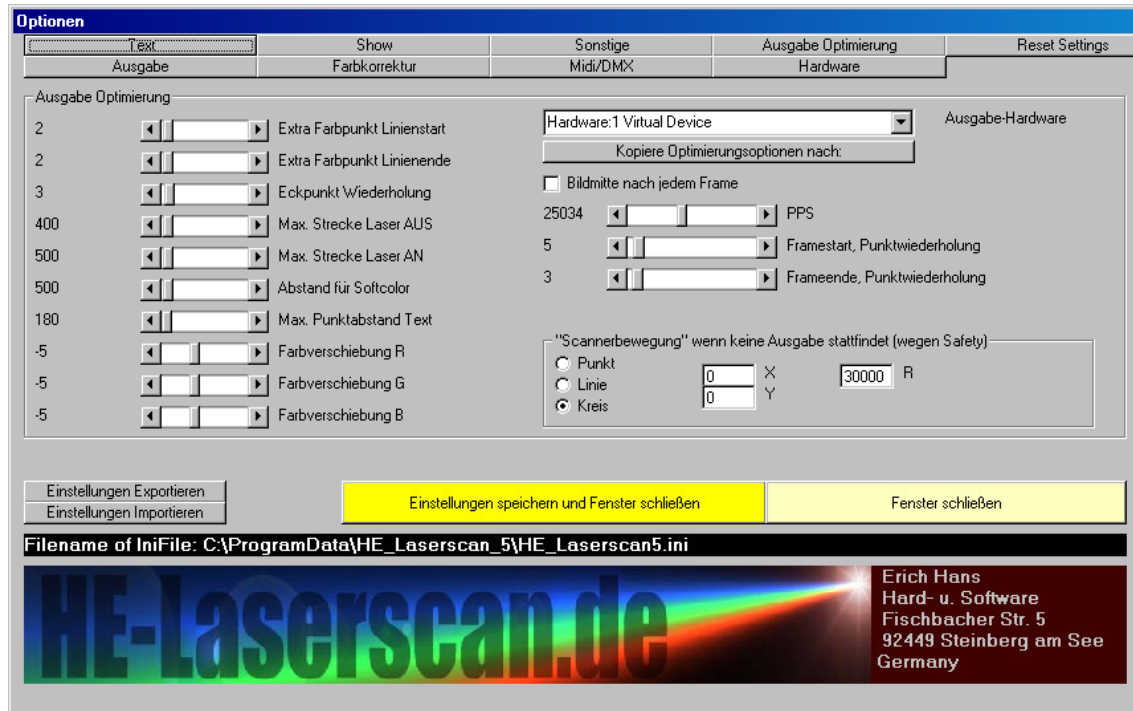 Optionen
Text Show Sonstige Ausgabe Optimierung Reset Settings
Ausgabe Farbkorrektur Midi/DMX Hardware
Ausgabe Optimierung
2 Extra Farbpunkt Linienstart
2 Extra Farbpunkt Linienende
3 Eckpunkt Wiederholung
400 Max. Strecke Laser AUS
500 Max. Strecke Laser AN
500 Abstand für Softcolor
180 Max. Punktabstand Text
-5 Farbverschiebung R
-5 Farbverschiebung G
-5 Farbverschiebung B
Hardware:1 Virtual Device Ausgabe-Hardware
Kopiere Optimierungsoptionen nach:
Bildmitte nach jedem Frame
25034 PPS
5 Framestart, Punktwiederholung
3 Frameende, Punktwiederholung
"Scannerbewegung" wenn keine Ausgabe stattfindet (wegen Safety)
Punkt
Linie
Kreis
0 X 30000 R
0 Y
Einstellungen Exportieren
Einstellungen Importieren
Einstellungen speichern und Fenster schließen
Fenster schließen
Filename of IniFile: C:\ProgramData\HE_Laserscan_5\HE_Laserscan5.ini
HE-Laserscan.de
Erich Hans
Hard- u. Software
Fischbacher Str. 5
92449 Steinberg am See
Germany